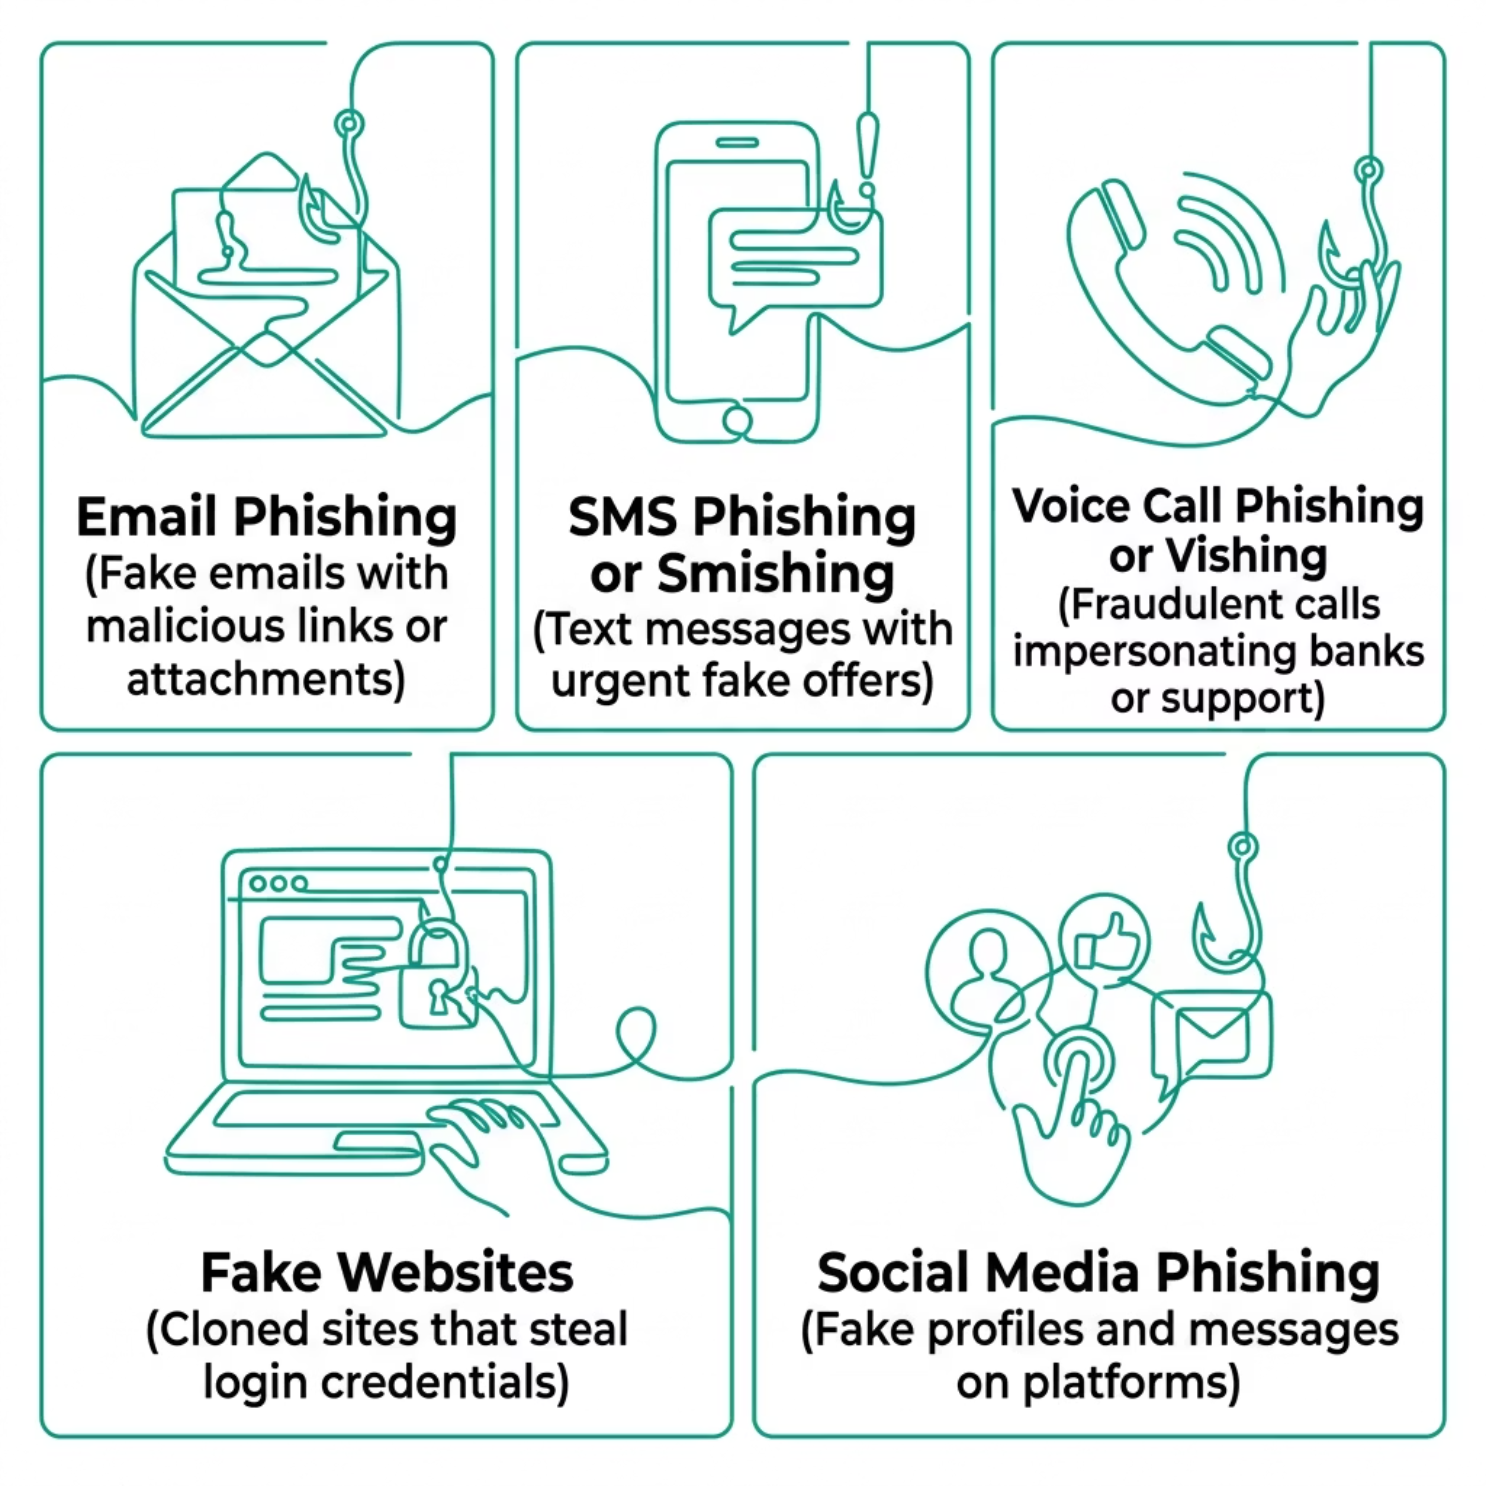 Email Phishing
(Fake emails with
malicious links or
attachments)
SMS Phishing
or Smishing
(Text messages with
urgent fake offers)
Voice Call Phishing
or Vishing
(Fraudulent calls
impersonating banks
or support)
Fake Websites
(Cloned sites that steal
login credentials)
Social Media Phishing
(Fake profiles and messages
on platforms)